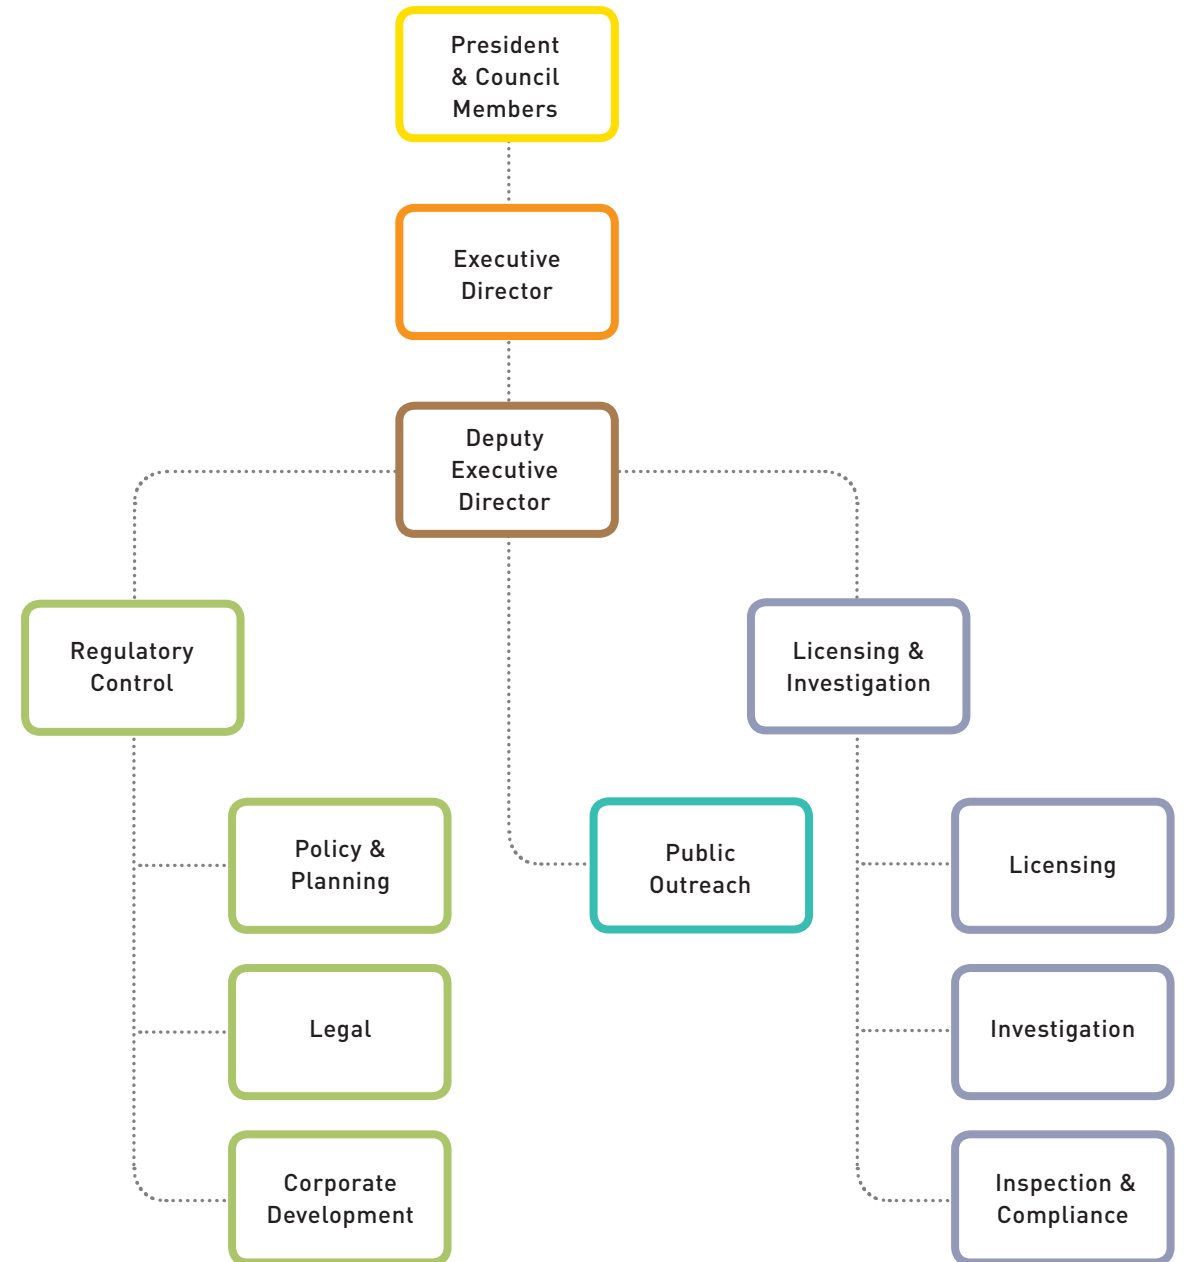 President
& Council
Members
Executive
Director
Deputy
Executive
Director
Regulatory
Control
Licensing &
Investigation
Policy &
Planning
Public
Outreach
Licensing
Legal
Investigation
Corporate
Development
Inspection &
Compliance